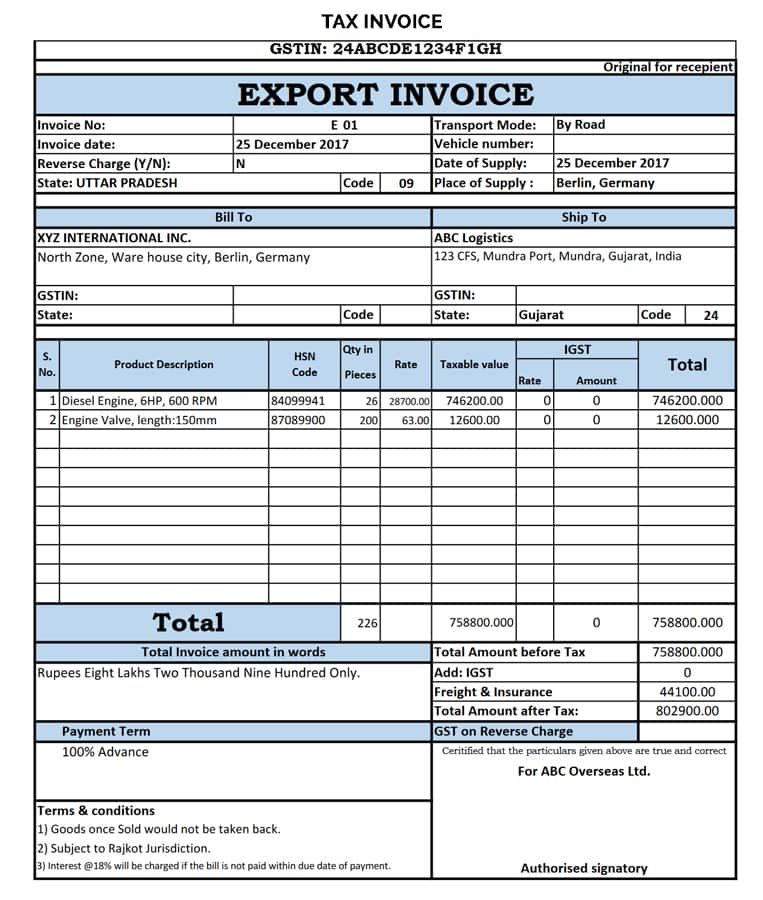 TAX INVOICE
GSTIN: 24ABCDE1234F1GH
Original for recepient
EXPORT INVOICE
Invoice No: E 01 Transport Mode: By Road
Invoice date: 25 December 2017 Vehicle number:
Reverse Charge (Y/N): N Date of Supply: 25 December 2017
State: UTTAR PRADESH Code 09 Place of Supply : Berlin, Germany
Bill To Ship To
XYZ INTERNATIONAL INC. ABC Logistics
North Zone, Ware house city, Berlin, Germany 123 CFS, Mundra Port, Mundra, Gujarat, India
GSTIN: GSTIN:
State: Code State: Gujarat Code 24
S. No. Product Description HSN Code Qty in Pieces Rate Taxable value IGST Rate Amount Total
1 Diesel Engine, 6HP, 600 RPM 84099941 26 28700.00 746200.00 0 0 746200.000
2 Engine Valve, length:150mm 87089900 200 63.00 12600.00 0 0 12600.000
Total 226 758800.000 0 758800.000
Total Invoice amount in words Total Amount before Tax 758800.000
Rupees Eight Lakhs Two Thousand Nine Hundred Only. Add: IGST 0
Freight & Insurance 44100.00
Total Amount after Tax: 802900.00
Payment Term GST on Reverse Charge
100% Advance Ceritified that the particulars given above are true and correct
For ABC Overseas Ltd.
Terms & conditions
1) Goods once Sold would not be taken back.
2) Subject to Rajkot Jurisdiction.
3) Interest @18% will be charged if the bill is not paid within due date of payment.
Authorised signatory